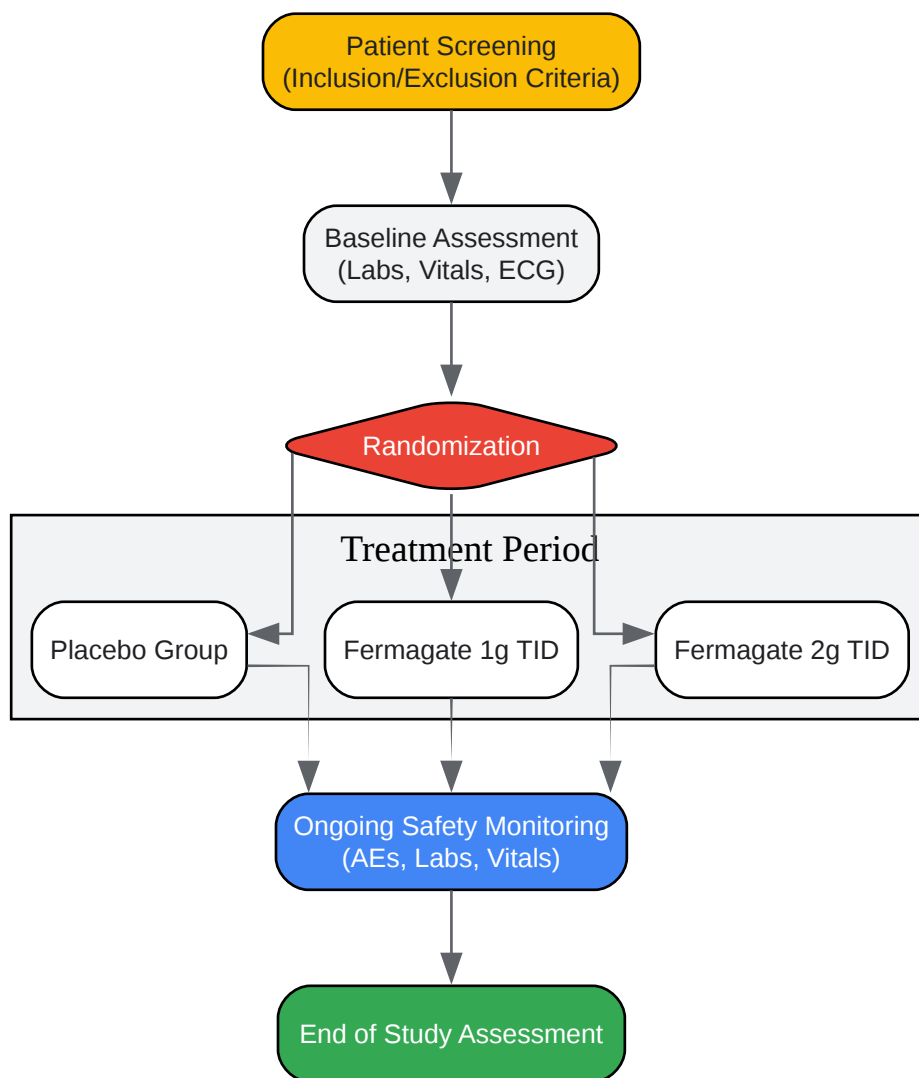 Patient Screening
(Inclusion/Exclusion Criteria)
Baseline Assessment
(Labs, Vitals, ECG)
Randomization
Treatment Period
Placebo Group
Fermagate 1g TID
Fermagate 2g TID
Ongoing Safety Monitoring
(AEs, Labs, Vitals)
End of Study Assessment